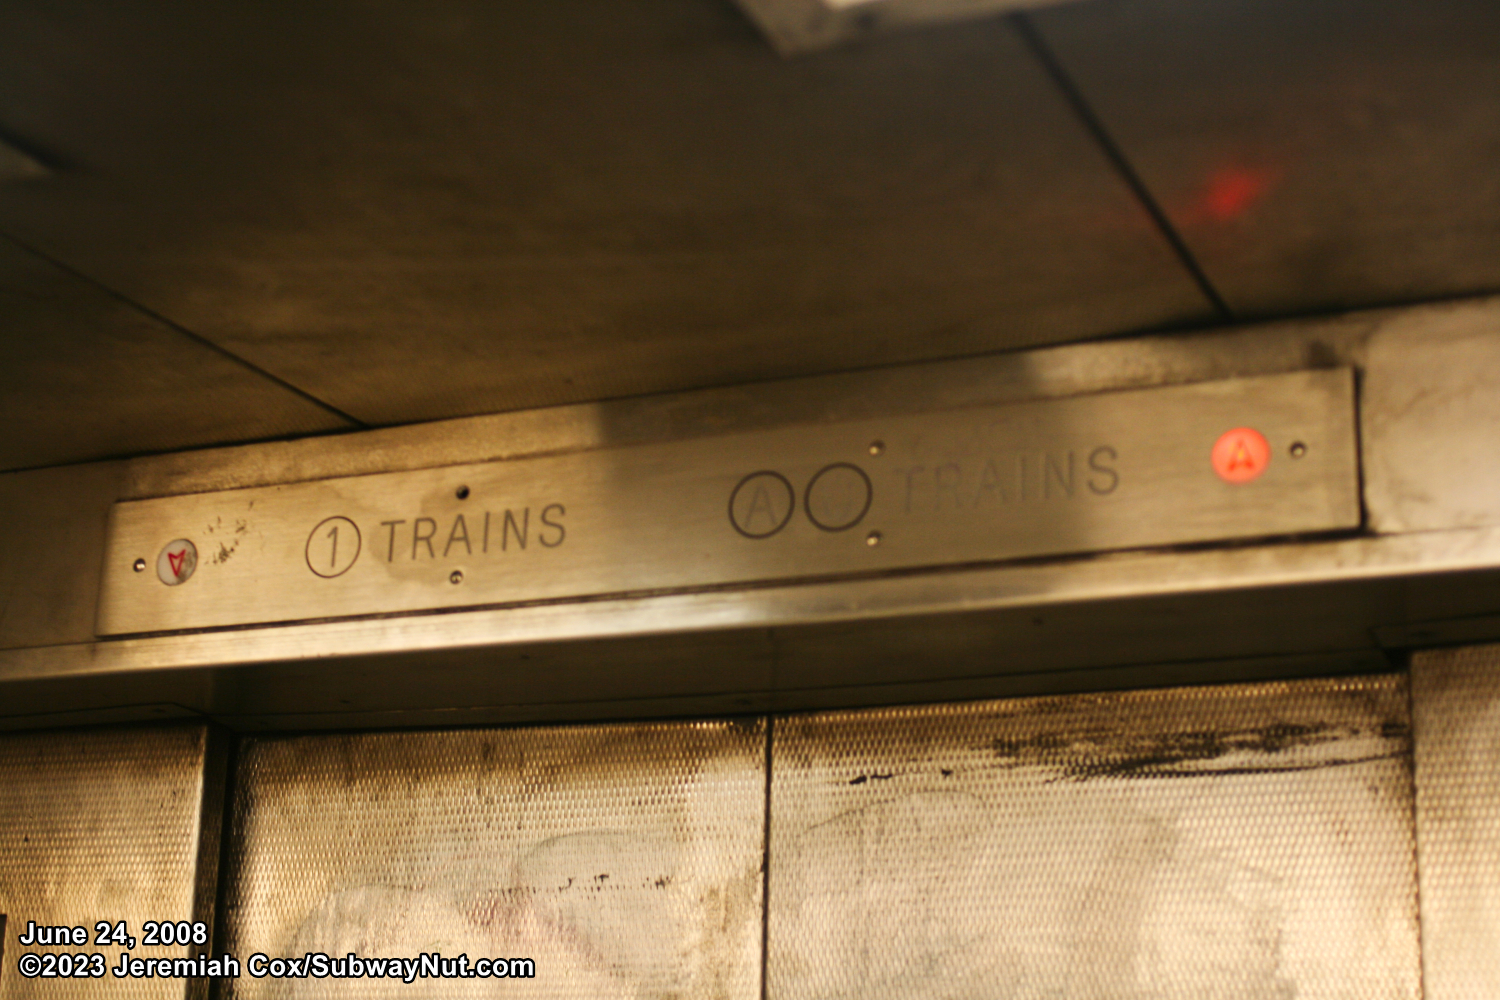 1 TRAINS
A TRAINS
June 24, 2008
©2023 Jeremiah Cox/SubwayNut.com